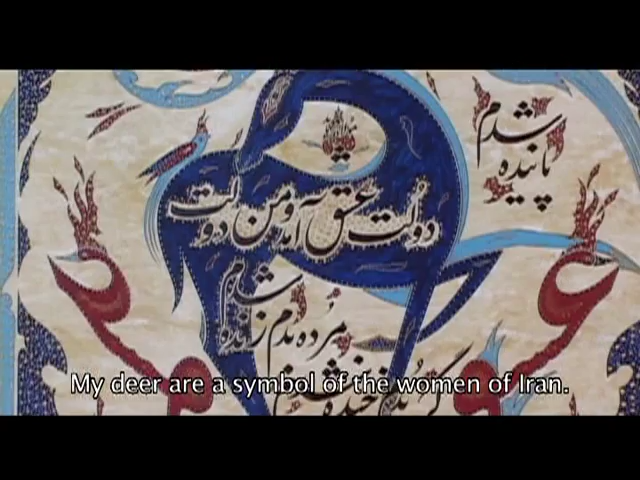 پاینده شدم
دولت عشق آمد و من دولت
مرده بدم زنده شدم
گریه بدم خنده شدم
My deer are a symbol of the women of Iran.